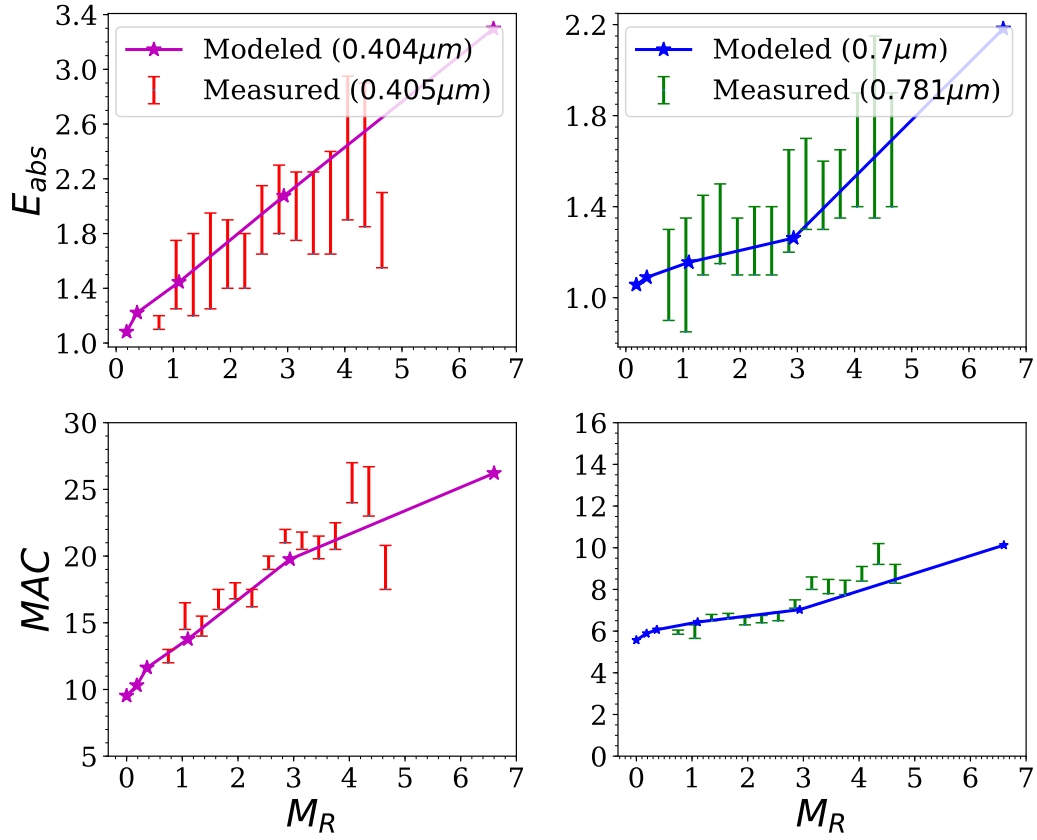 3.4
3.0
2.6
2.2
1.8
1.4
1.0
E_abs
Modeled (0.404μm)
Measured (0.405μm)
0 1 2 3 4 5 6 7
2.2
1.8
1.4
1.0
Modeled (0.7μm)
Measured (0.781μm)
0 1 2 3 4 5 6 7
30
25
20
15
10
5
MAC
0 1 2 3 4 5 6 7
M_R
16
14
12
10
8
6
4
2
0
0 1 2 3 4 5 6 7
M_R